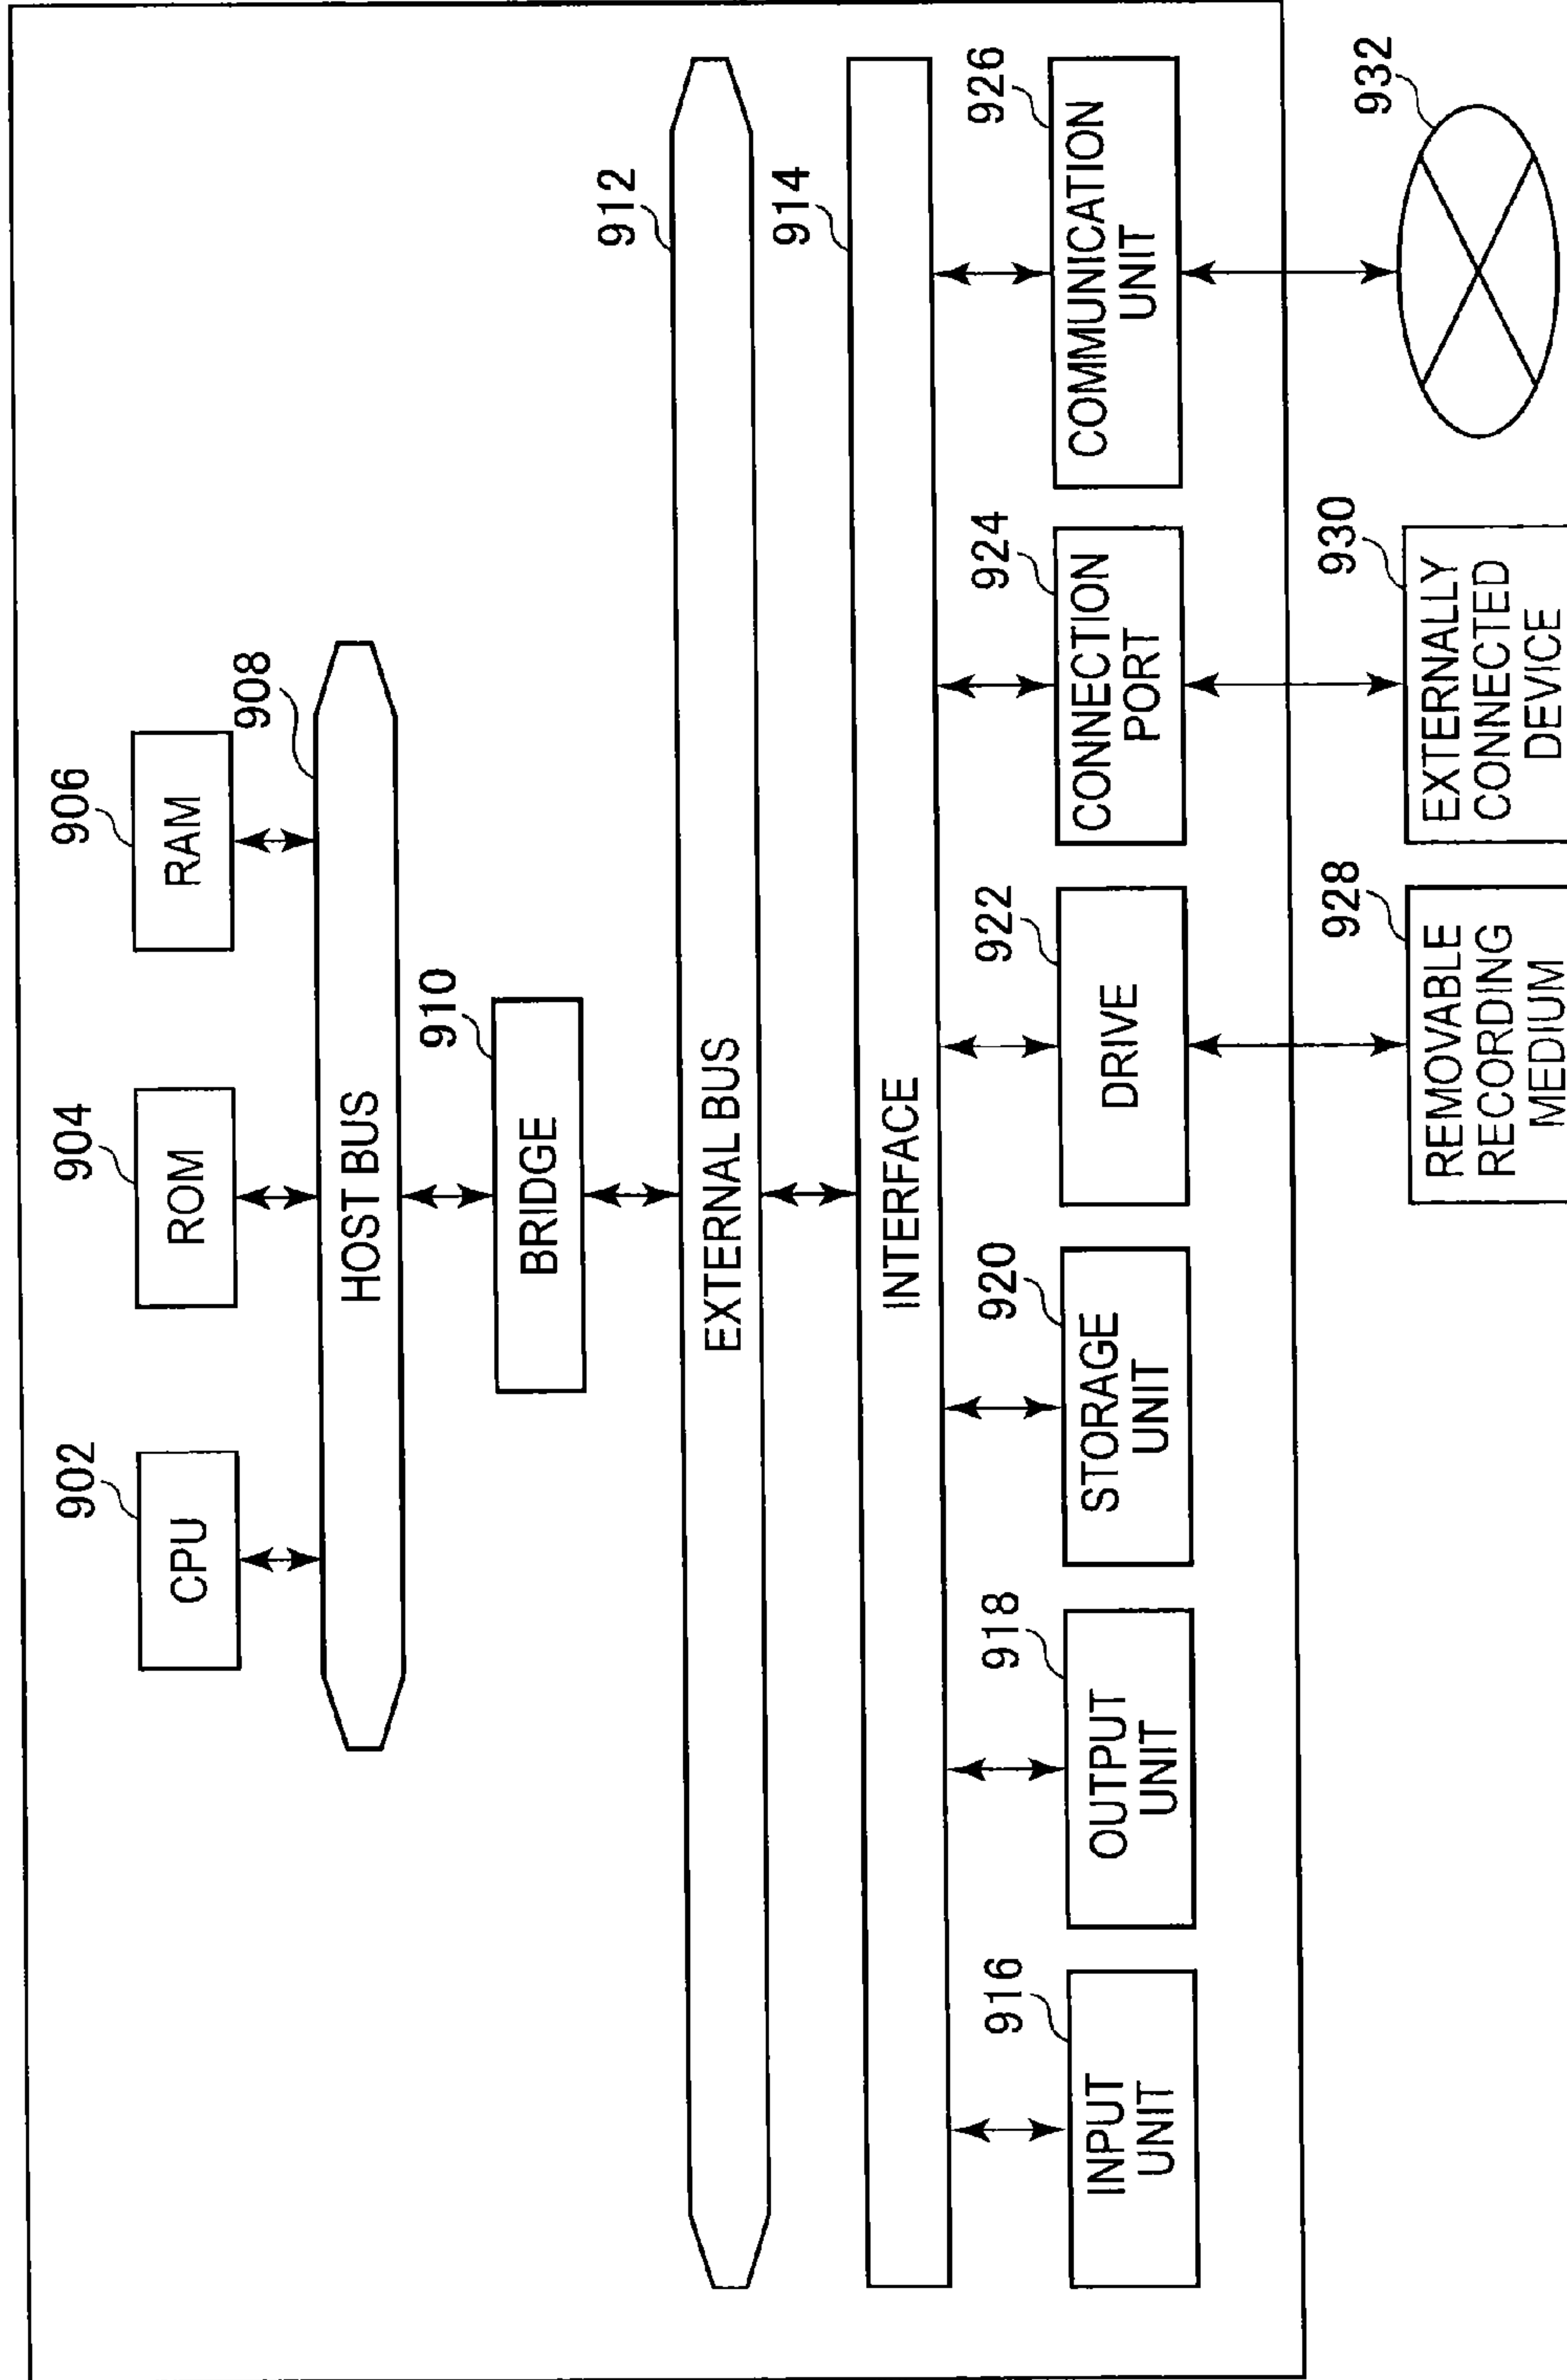 902
CPU
904
ROM
906
RAM
908
HOST BUS
910
BRIDGE
912
EXTERNAL BUS
914
INTERFACE
916
INPUT
UNIT
918
OUTPUT
UNIT
920
STORAGE
UNIT
922
DRIVE
924
CONNECTION
PORT
926
COMMUNICATION
UNIT
928
REMOVABLE
RECORDING
MEDIUM
930
EXTERNALLY
CONNECTED
DEVICE
932